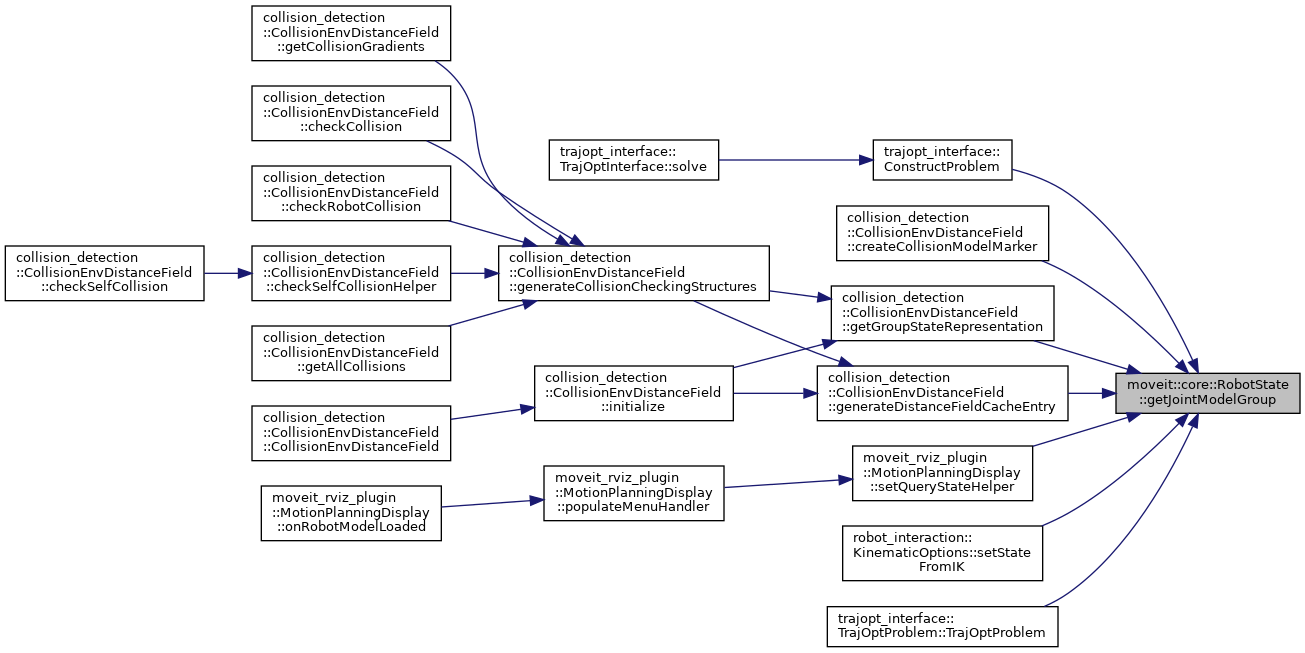 collision_detection
::CollisionEnvDistanceField
::getCollisionGradients
collision_detection
::CollisionEnvDistanceField
::checkCollision
trajopt_interface::
TrajOptInterface::solve
trajopt_interface::
ConstructProblem
collision_detection
::CollisionEnvDistanceField
::checkRobotCollision
collision_detection
::CollisionEnvDistanceField
::createCollisionModelMarker
collision_detection
::CollisionEnvDistanceField
::checkSelfCollision
collision_detection
::CollisionEnvDistanceField
::checkSelfCollisionHelper
collision_detection
::CollisionEnvDistanceField
::generateCollisionCheckingStructures
collision_detection
::CollisionEnvDistanceField
::getGroupStateRepresentation
collision_detection
::CollisionEnvDistanceField
::getAllCollisions
collision_detection
::CollisionEnvDistanceField
::initialize
collision_detection
::CollisionEnvDistanceField
::generateDistanceFieldCacheEntry
moveit::core::RobotState
::getJointModelGroup
collision_detection
::CollisionEnvDistanceField
::CollisionEnvDistanceField
moveit_rviz_plugin
::MotionPlanningDisplay
::setQueryStateHelper
moveit_rviz_plugin
::MotionPlanningDisplay
::populateMenuHandler
moveit_rviz_plugin
::MotionPlanningDisplay
::onRobotModelLoaded
robot_interaction::
KinematicOptions::setState
FromIK
trajopt_interface::
TrajOptProblem::TrajOptProblem